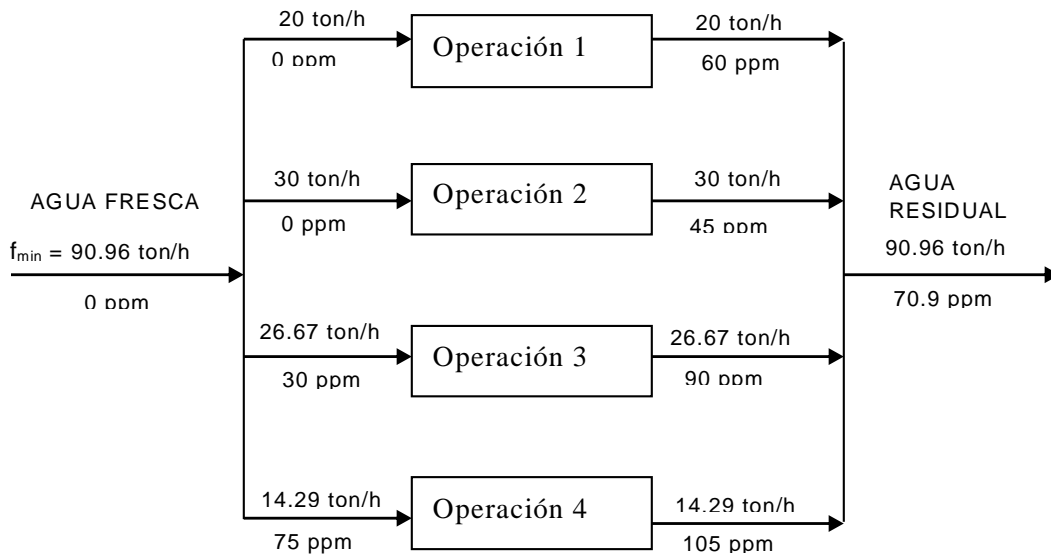 20 ton/h
0 ppm
Operación 1
20 ton/h
60 ppm
30 ton/h
0 ppm
Operación 2
30 ton/h
45 ppm
AGUA FRESCA
fmin = 90.96 ton/h
0 ppm
AGUA
RESIDUAL
90.96 ton/h
70.9 ppm
26.67 ton/h
30 ppm
Operación 3
26.67 ton/h
90 ppm
14.29 ton/h
75 ppm
Operación 4
14.29 ton/h
105 ppm